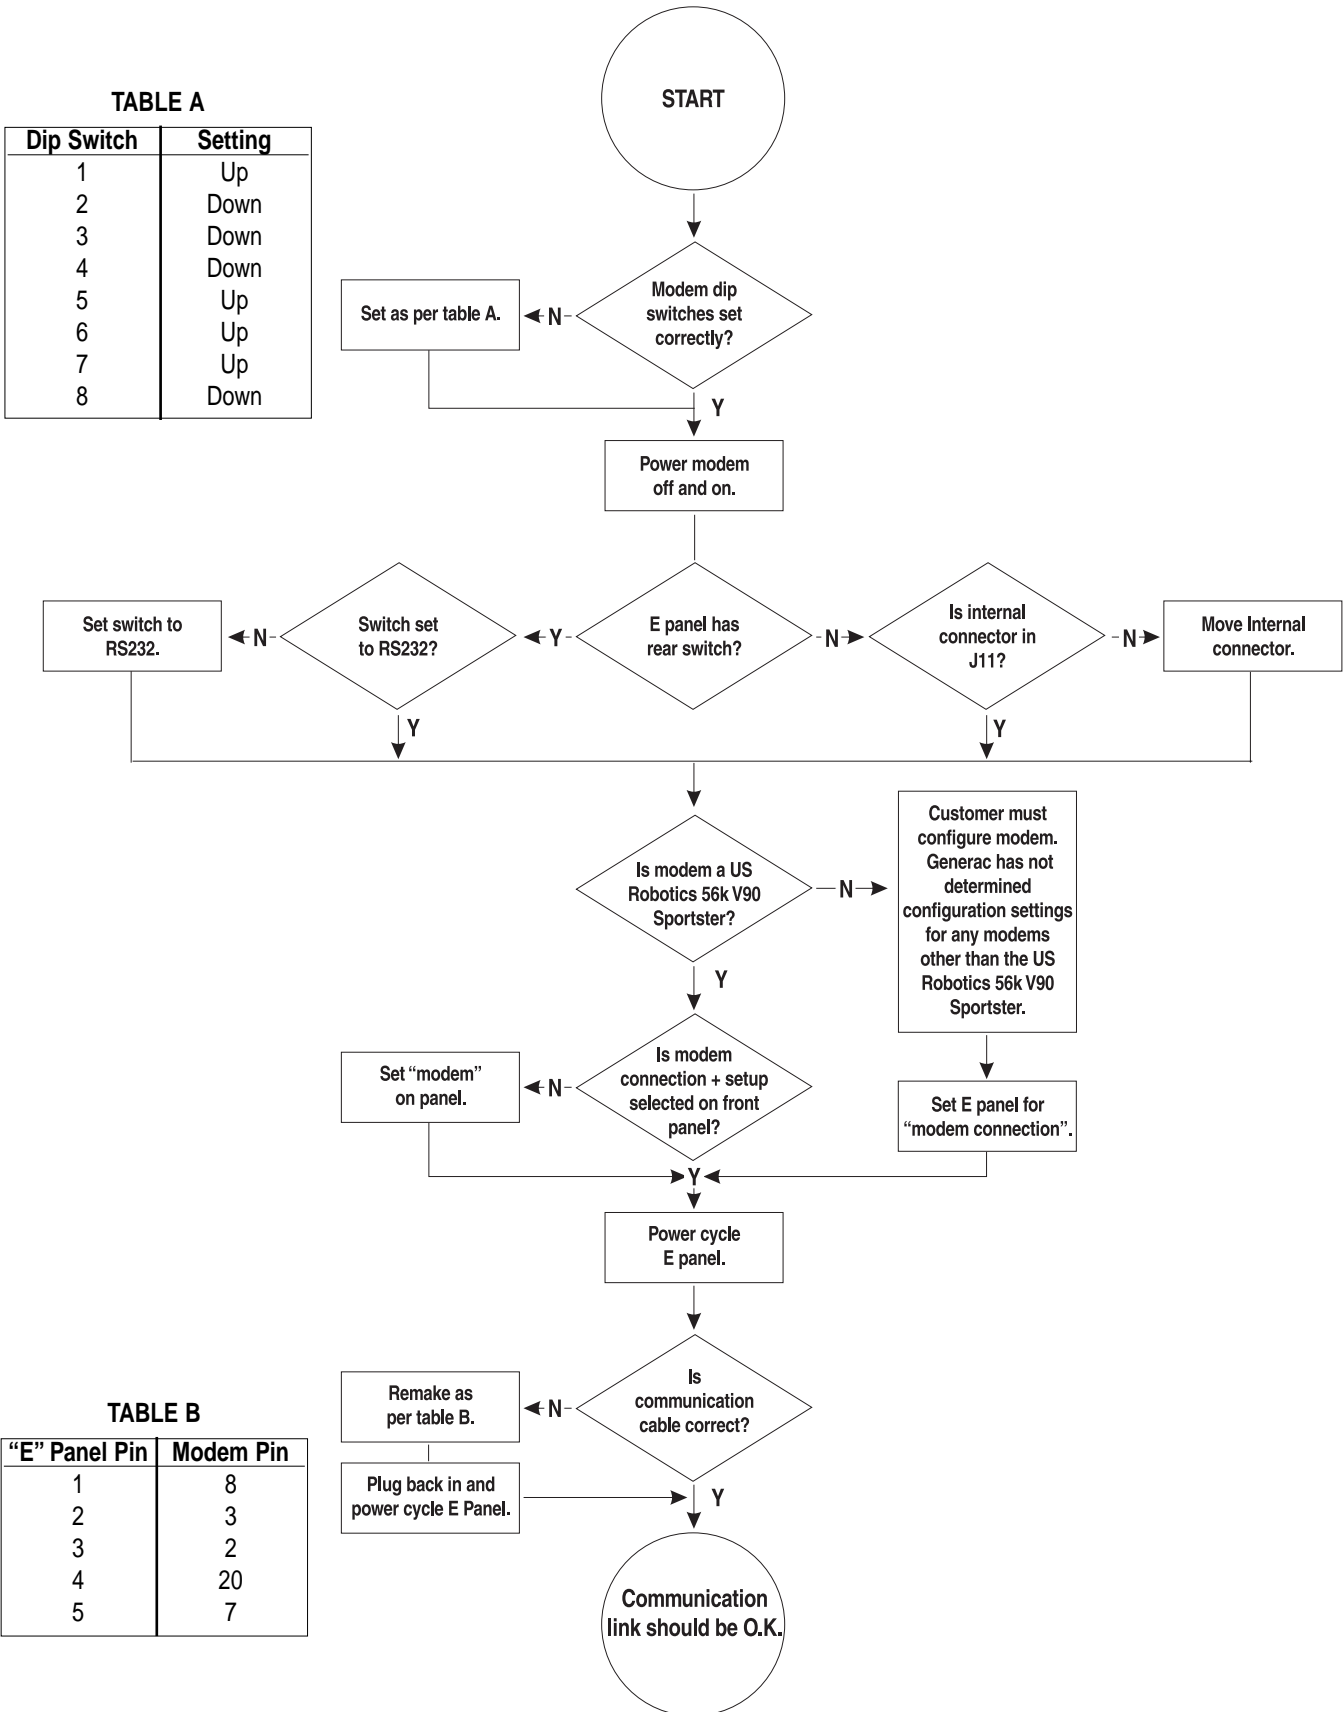 START
TABLE A
Dip Switch Setting
1 Up
2 Down
3 Down
4 Down
5 Up
6 Up
7 Up
8 Down
Modem dip
switches set
correctly?
N
Set as per table A.
Y
Power modem
off and on.
E panel has
rear switch?
Y
Switch set
to RS232?
N
Set switch to
RS232.
Y
N
Is internal
connector in
J11?
N
Move Internal
connector.
Y
Is modem a US
Robotics 56k V90
Sportster?
N
Customer must
configure modem.
Generac has not
determined
configuration settings
for any modems
other than the US
Robotics 56k V90
Sportster.
Set E panel for
“modem connection”.
Y
Is modem
connection + setup
selected on front
panel?
N
Set “modem”
on panel.
Y
Power cycle
E panel.
Is
communication
cable correct?
N
Remake as
per table B.
Plug back in and
power cycle E Panel.
Y
Communication
link should be O.K.
TABLE B
“E” Panel Pin Modem Pin
1 8
2 3
3 2
4 20
5 7